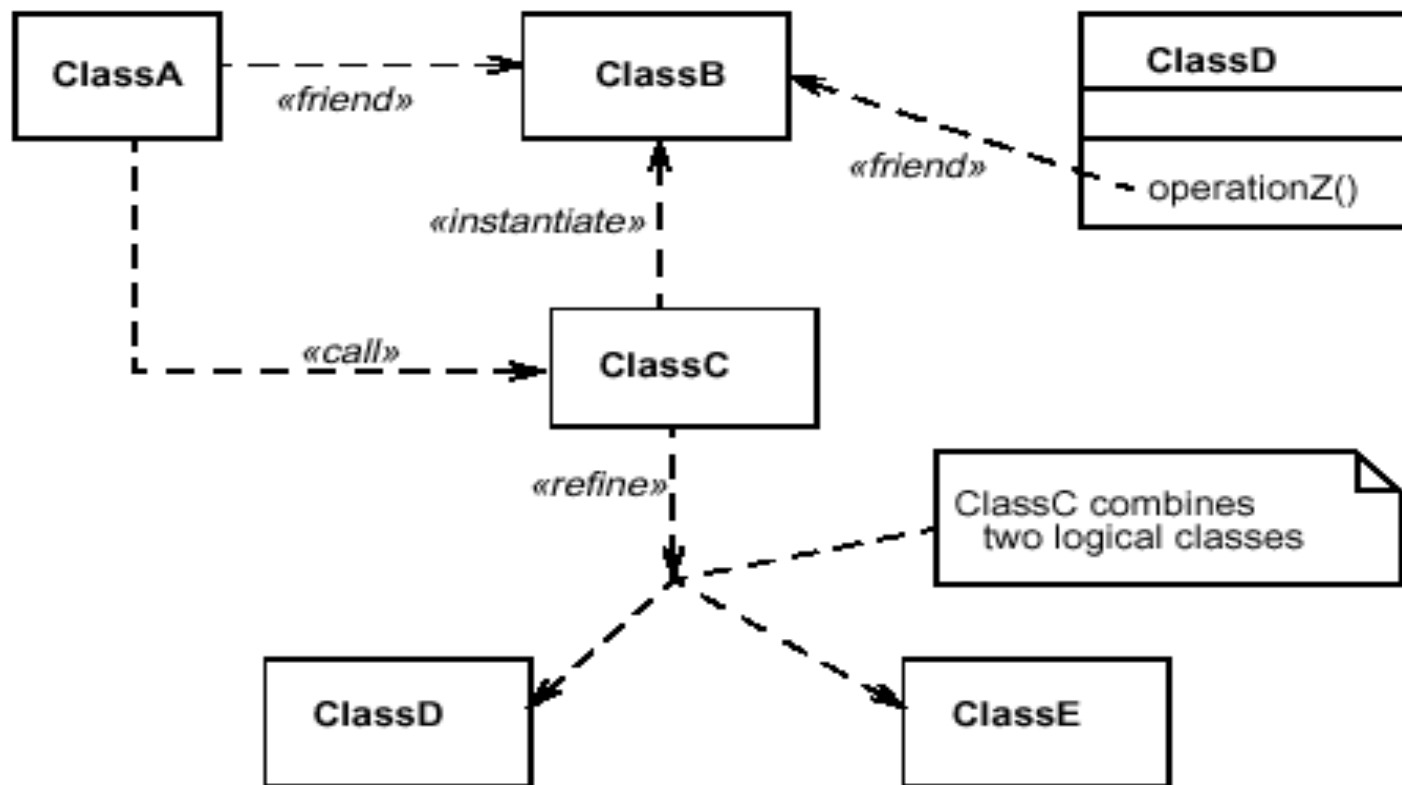 ClassA
ClassB
ClassD
«friend»
«friend»
operationZ()
«instantiate»
«call»
ClassC
«refine»
ClassC combines
two logical classes
ClassD
ClassE